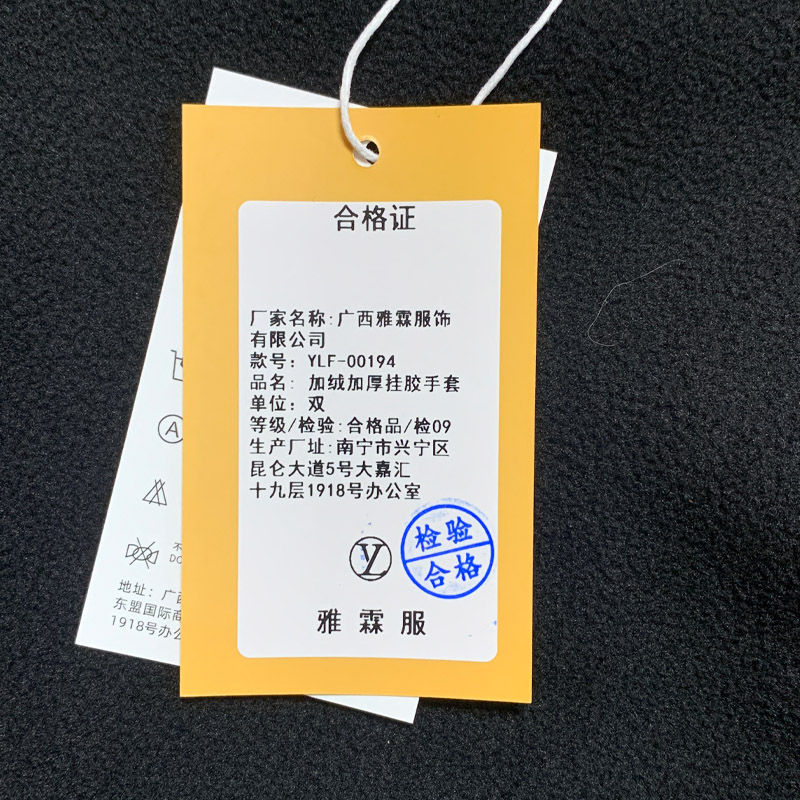 合格证
厂家名称:广西雅霖服饰
有限公司
款号: YLF-00194
品名: 加绒加厚挂胶手套
单位: 双
等级/检验:合格品/检09
生产厂址:南宁市兴宁区
昆仑大道5号大嘉汇
十九层1918号办公室
检验
合格
Y
雅霖服
A
不
DO
地址: 广
东盟国际商
1918号办公